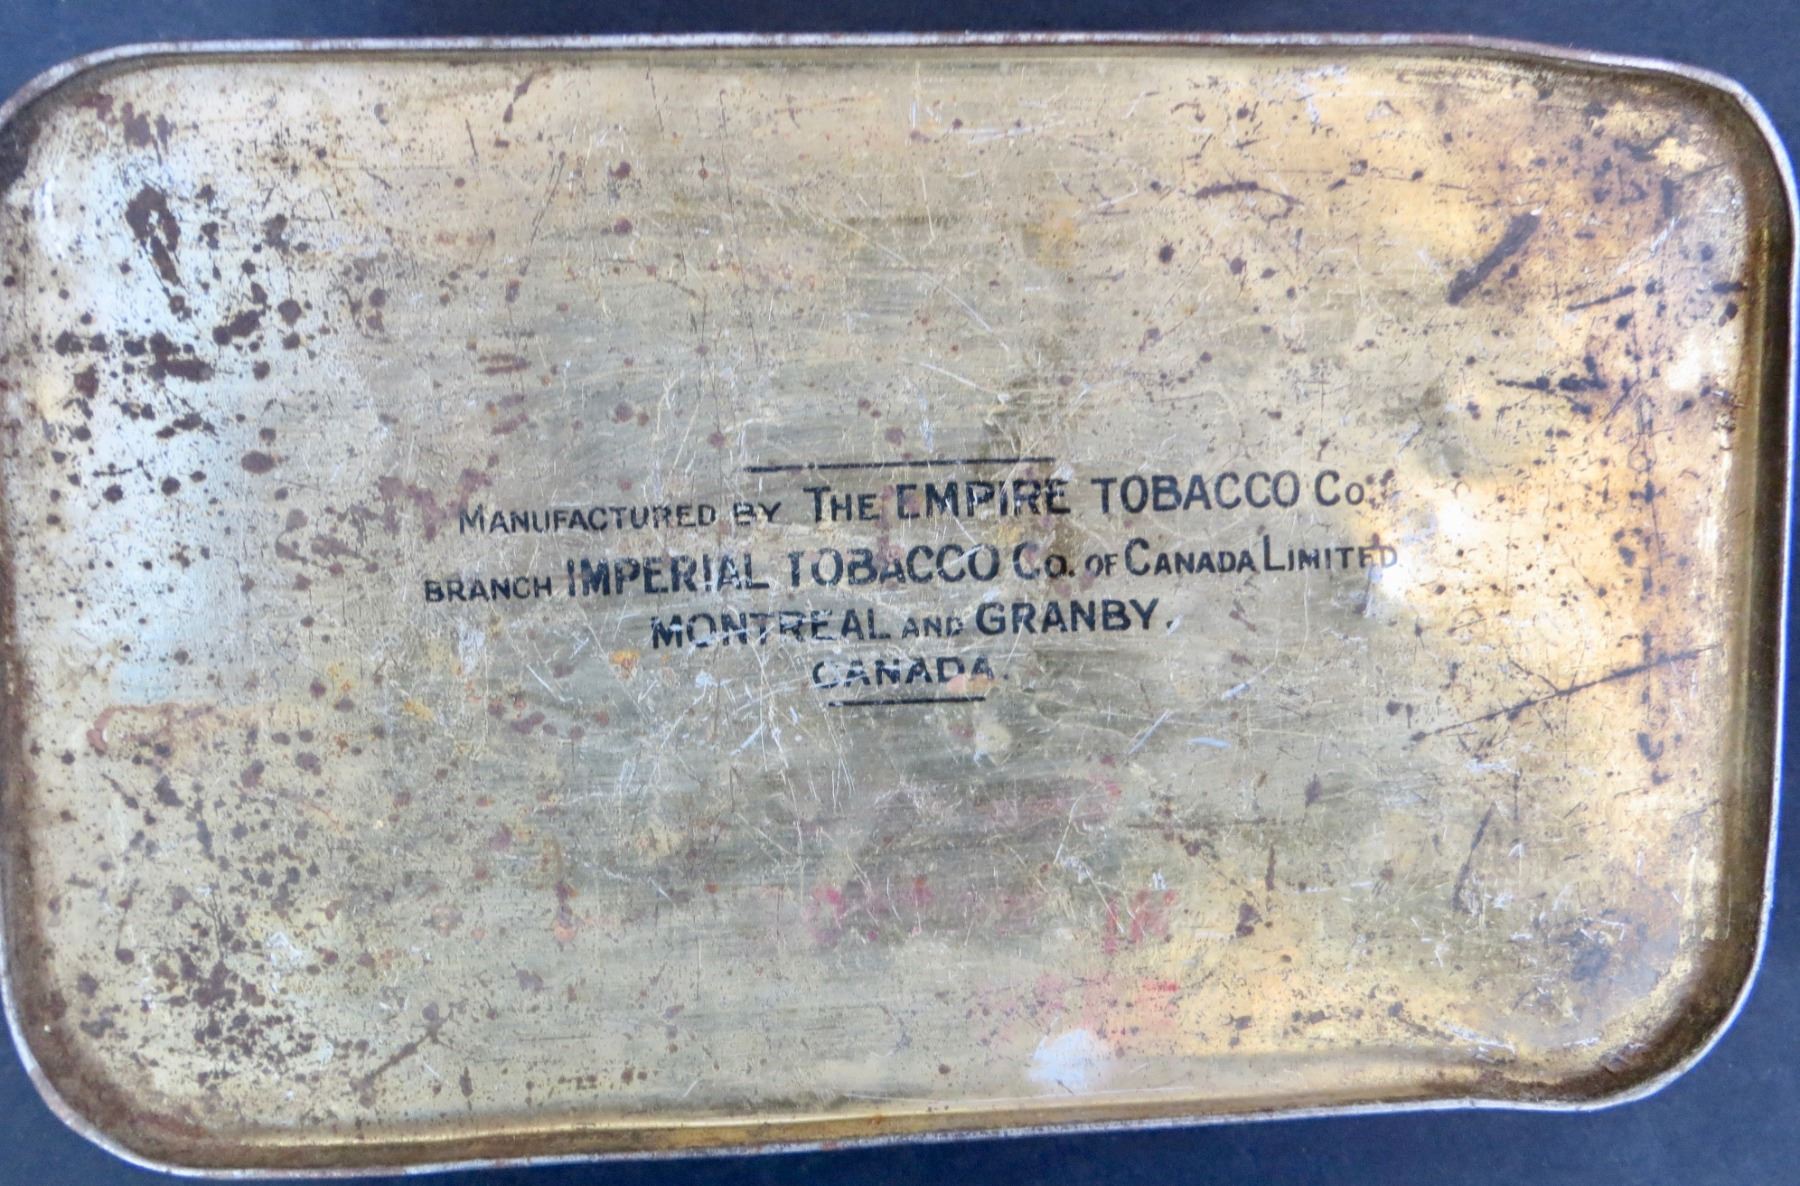 MANUFACTURED BY THE EMPIRE TOBACCO CO.
BRANCH IMPERIAL TOBACCO CO. OF CANADA LIMITED
MONTREAL AND GRANBY,
CANADA.